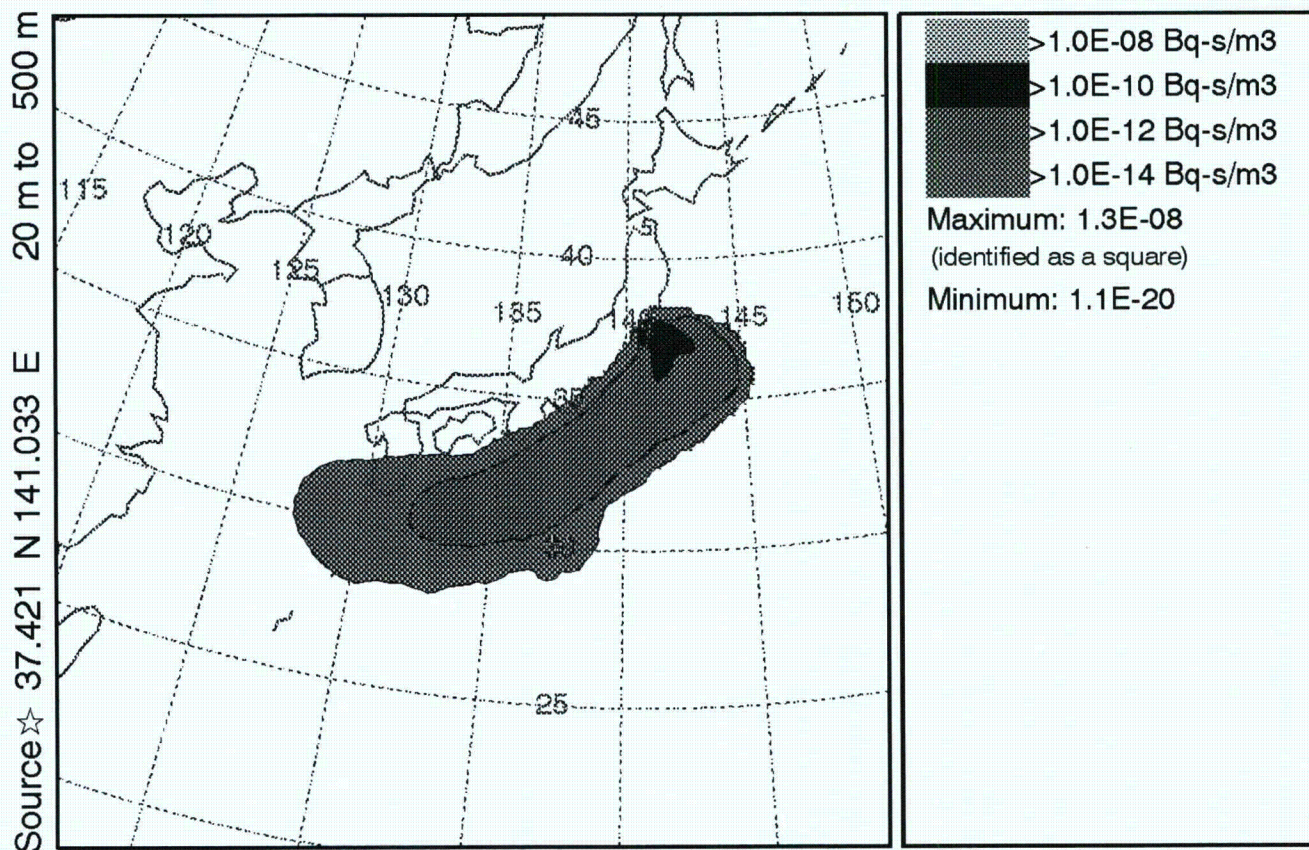 Source☆ 37.421 N 141.033 E 20 m to 500 m
115
120
125
130
135
145
150
45
40
35
25
>1.0E-08 Bq-s/m3
>1.0E-10 Bq-s/m3
>1.0E-12 Bq-s/m3
>1.0E-14 Bq-s/m3
Maximum: 1.3E-08
(identified as a square)
Minimum: 1.1E-20